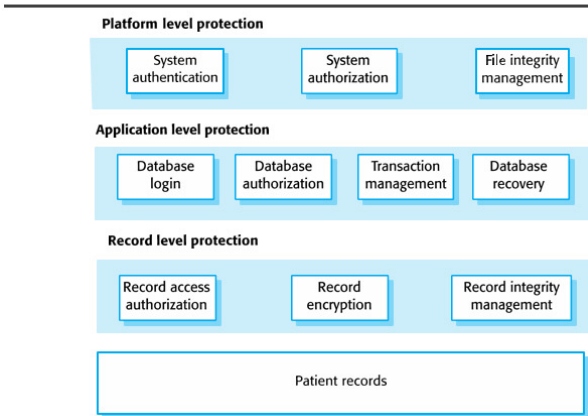 Platform level protection
System
authentication
System
authorization
File integrity
management
Application level protection
Database
login
Database
authorization
Transaction
management
Database
recovery
Record level protection
Record access
authorization
Record
encryption
Record integrity
management
Patient records